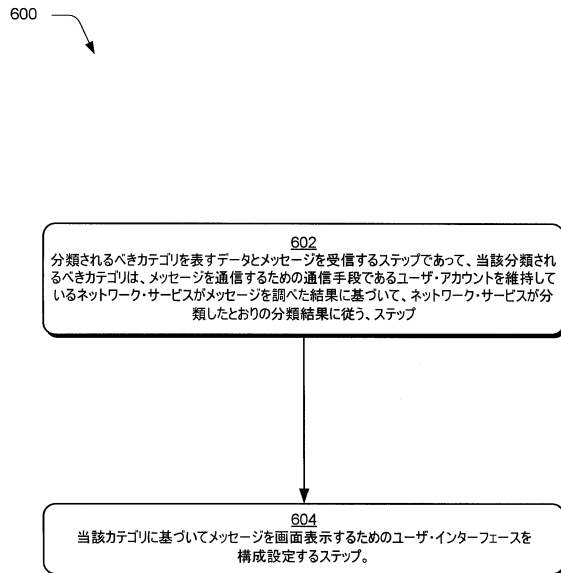 600
602
分類されるべきカテゴリを表すデータとメッセージを受信するステップであって、当該分類され
るべきカテゴリは、メッセージを通信するための通信手段であるユーザ・アカウントを維持して
いるネットワーク・サービスがメッセージを調べた結果に基づいて、ネットワーク・サービスが分
類したとおりの分類結果に従う、ステップ
604
当該カテゴリに基づいてメッセージを画面表示するためのユーザ・インターフェースを
構成設定するステップ。